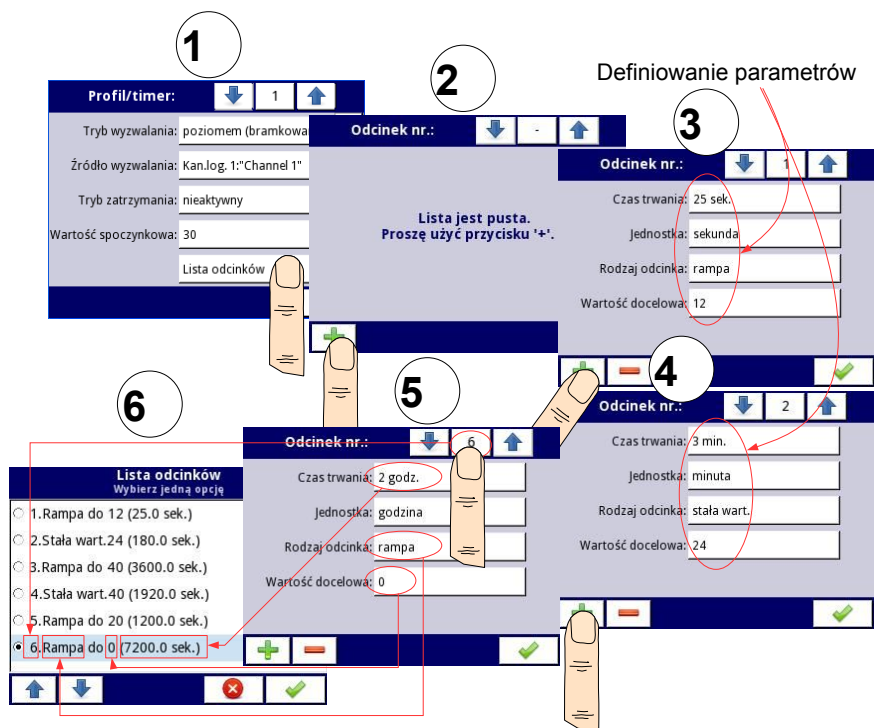 1
Profil/timer:
1
Tryb wyzwalania: poziomem (bramkowa
Źródło wyzwalania: Kan.log. 1:"Channel 1"
Tryb zatrzymania: nieaktywny
Wartość spoczynkowa: 30
Lista odcinków
2
Odcinek nr.:
-
Lista jest pusta.
Proszę użyć przycisku '+'.
Definiowanie parametrów
3
Odcinek nr.:
1
Czas trwania: 25 sek.
Jednostka: sekunda
Rodzaj odcinka: rampa
Wartość docelowa: 12
4
Odcinek nr.:
2
Czas trwania: 3 min.
Jednostka: minuta
Rodzaj odcinka: stała wart.
Wartość docelowa: 24
5
Odcinek nr.:
6
Czas trwania: 2 godz.
Jednostka: godzina
Rodzaj odcinka: rampa
Wartość docelowa: 0
6
Lista odcinków
Wybierz jedną opcję
1.Rampa do 12 (25.0 sek.)
2.Stała wart.24 (180.0 sek.)
3.Rampa do 40 (3600.0 sek.)
4.Stała wart.40 (1920.0 sek.)
5.Rampa do 20 (1200.0 sek.)
6.Rampa do 0 (7200.0 sek.)